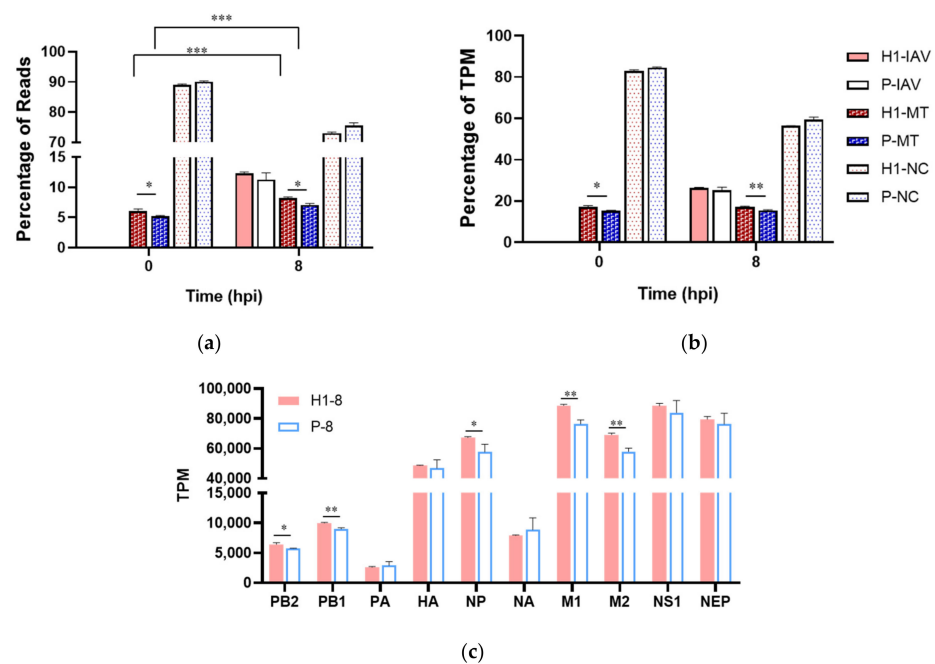 ***
***
Percentage of Reads
100
90
80
70
15
10
5
0
*
*
0
8
Time (hpi)
(a)
Percentage of TPM
100
80
60
40
20
0
*
**
0
8
Time (hpi)
(b)
H1-IAV
P-IAV
H1-MT
P-MT
H1-NC
P-NC
TPM
100,000
80,000
60,000
40,000
15,000
10,000
5,000
0
H1-8
P-8
*
**
*
**
**
PB2 PB1 PA HA NP NA M1 M2 NS1 NEP
(c)